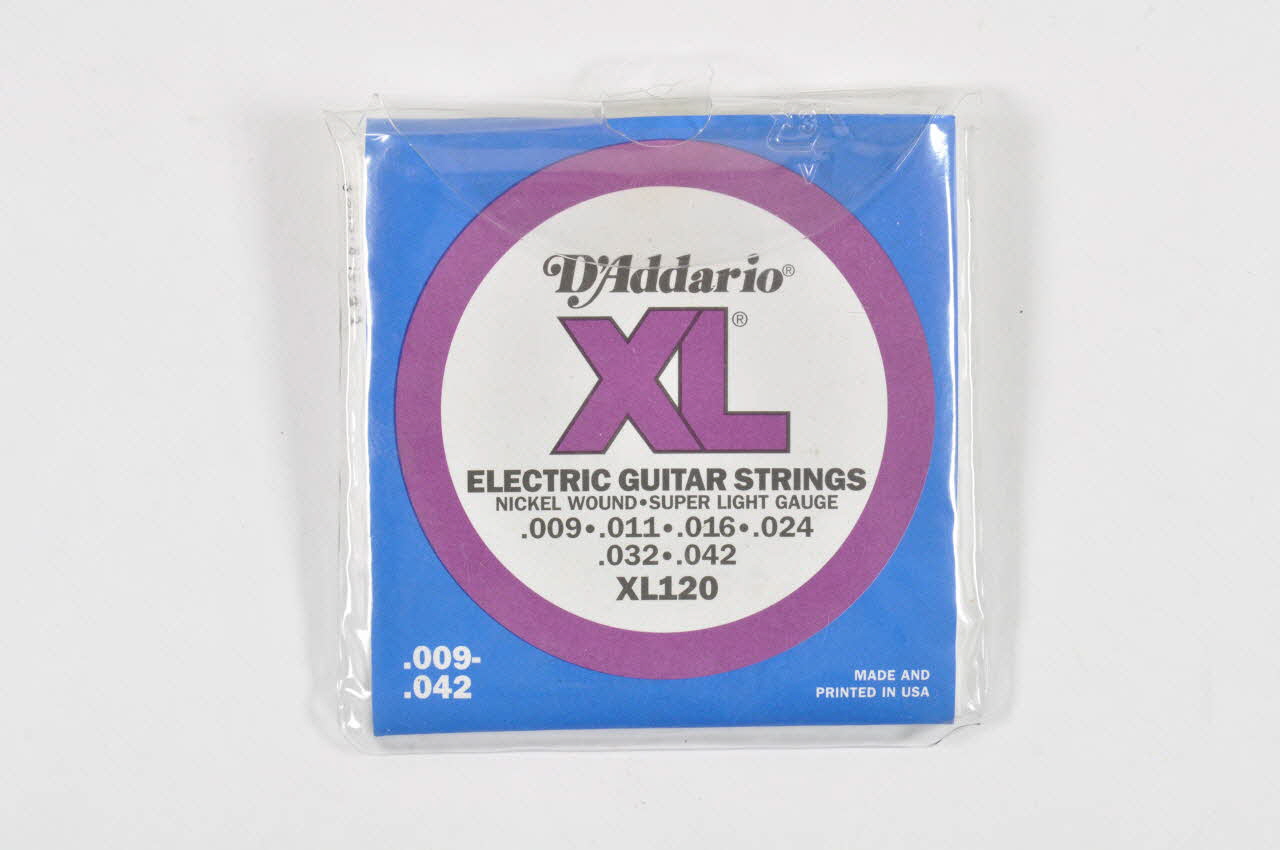 D'Addario®
XL®
ELECTRIC GUITAR STRINGS
NICKEL WOUND•SUPER LIGHT GAUGE
.009•.011•.016•.024
.032•.042
XL120
.009-
.042
MADE AND
PRINTED IN USA